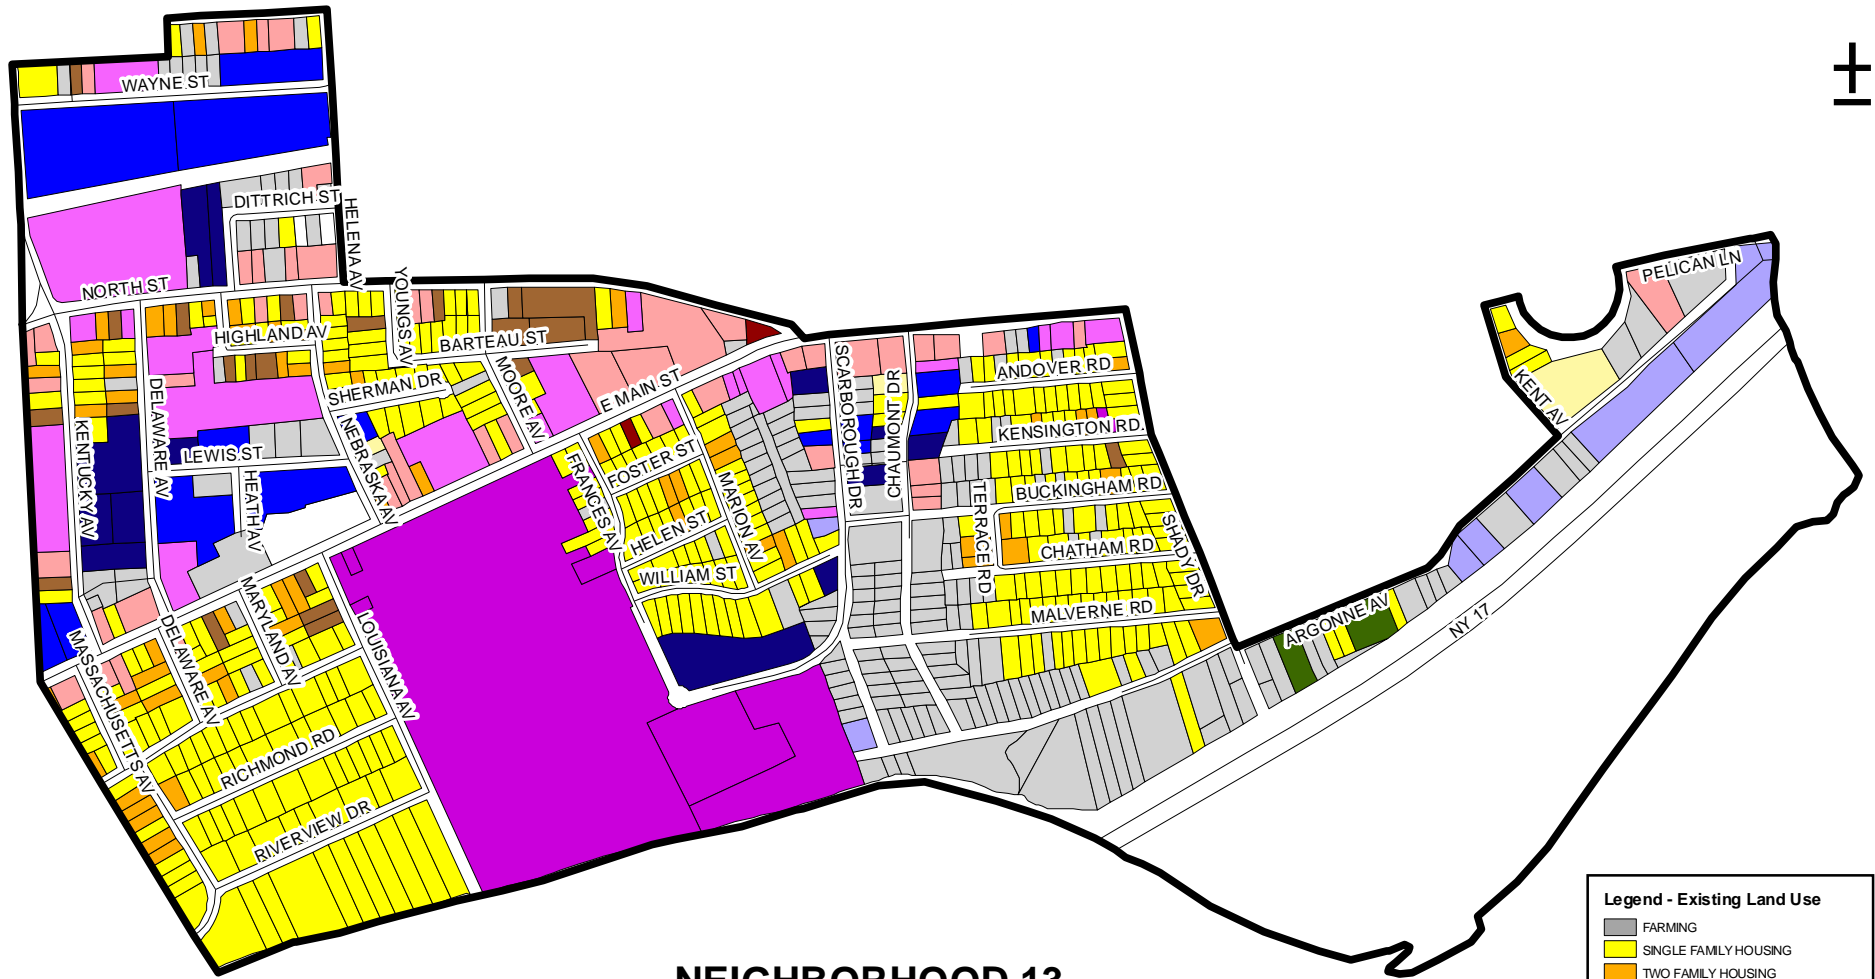 WAYNE ST
DITTRICH ST
HELENA AV
NORTH ST
YOUNGS AV
HIGHLAND AV
BARTEAU ST
SHERMAN DR
MOORE AV
E MAIN ST
DELAWARE AV
KENTUCKY AV
LEWIS ST
HEATH AV
NEBRASKA AV
FRANCES AV
FOSTER ST
HELEN ST
MARION AV
WILLIAM ST
SCARBOROUGH DR
CHAUMONT DR
ANDOVER RD
KENSINGTON RD
BUCKINGHAM RD
TERRACE RD
CHATHAM RD
SHADY DR
MALVERNE RD
PELICAN LN
KENT AV
ARGONNE AV
NY 17
MASSACHUSETTS AV
DELAWARE AV
MARYLAND AV
LOUISIANA AV
RICHMOND RD
RIVERVIEW DR
NEIGHBORHOOD 13
Legend - Existing Land Use
FARMING
SINGLE FAMILY HOUSING
TWO FAMILY HOUSING